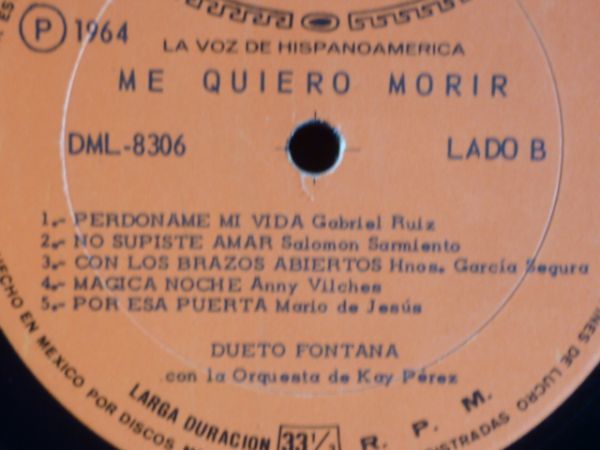 ℗ 1964
LA VOZ DE HISPANOAMERICA
ME QUIERO MORIR
DML-8306
LADO B
1.- PERDONAME MI VIDA Gabriel Ruiz
2.- NO SUPISTE AMAR Salomon Sarmiento
3.- CON LOS BRAZOS ABIERTOS Hnos. García Segura
4.- MAGICA NOCHE Anny Vilches
5.- POR ESA PUERTA Mario de Jesús
DUETO FONTANA
con la Orquesta de Kay Pérez
LARGA DURACION 33⅓ R. P. M.
HECHO EN MEXICO POR DISCOS
DE LUCRO